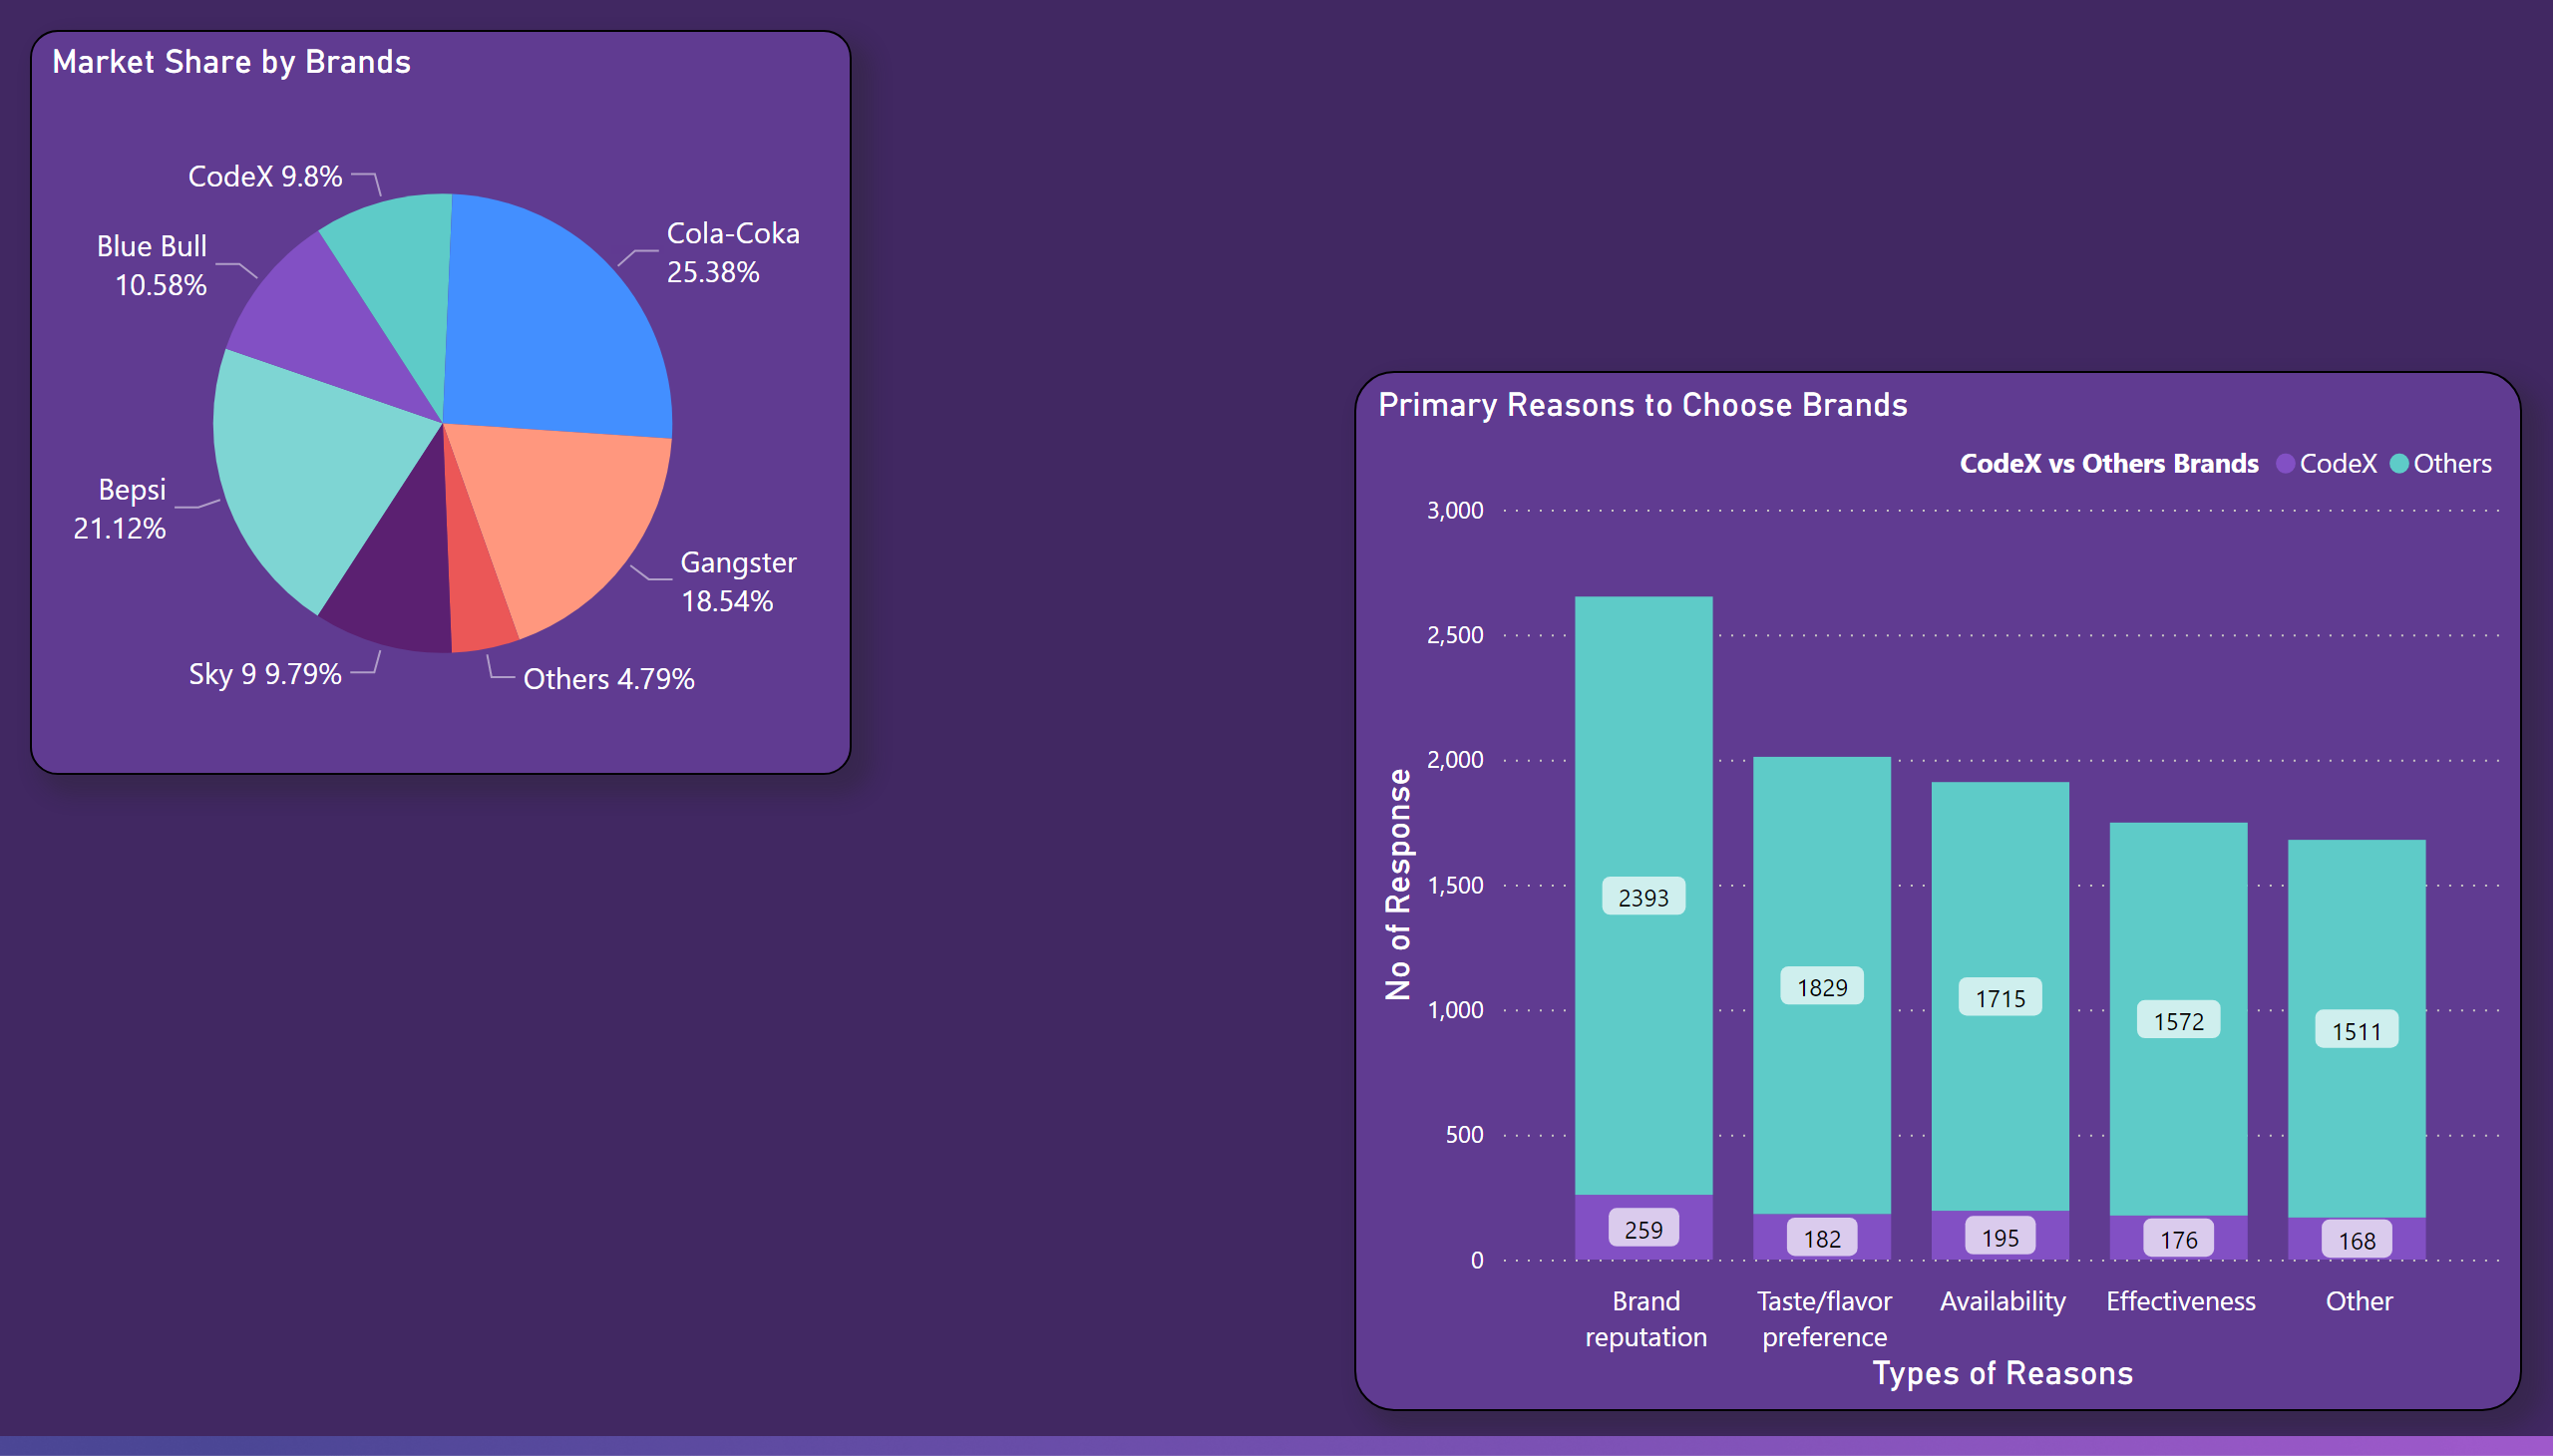 Market Share by Brands
CodeX 9.8%
Cola-Coka
25.38%
Blue Bull
10.58%
Bepsi
21.12%
Gangster
18.54%
Sky 9 9.79%
Others 4.79%
Primary Reasons to Choose Brands
CodeX vs Others Brands CodeX Others
3,000
2,500
2,000
1,500
1,000
500
0
No of Response
2393
1829
1715
1572
1511
259
182
195
176
168
Brand
reputation
Taste/flavor
preference
Availability
Effectiveness
Other
Types of Reasons